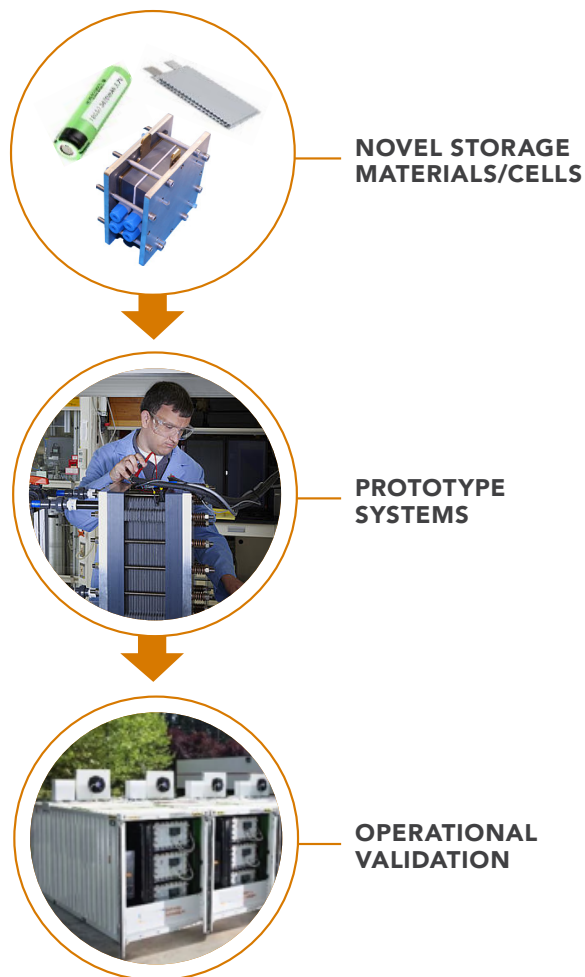 NOVEL STORAGE
MATERIALS/CELLS
PROTOTYPE
SYSTEMS
OPERATIONAL
VALIDATION